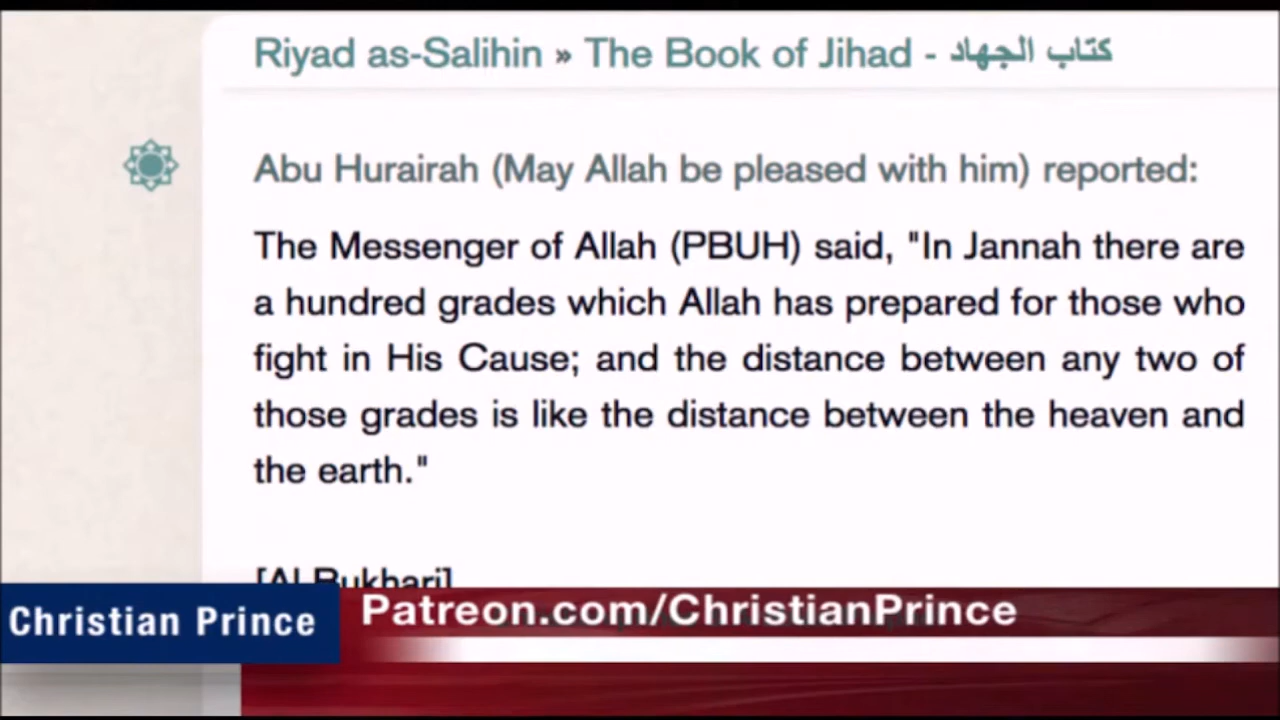 Riyad as-Salihin » The Book of Jihad - كتاب الجهاد
Abu Hurairah (May Allah be pleased with him) reported:
The Messenger of Allah (PBUH) said, "In Jannah there are
a hundred grades which Allah has prepared for those who
fight in His Cause; and the distance between any two of
those grades is like the distance between the heaven and
the earth."
[Al-Bukhari]
Christian Prince
Patreon.com/ChristianPrince